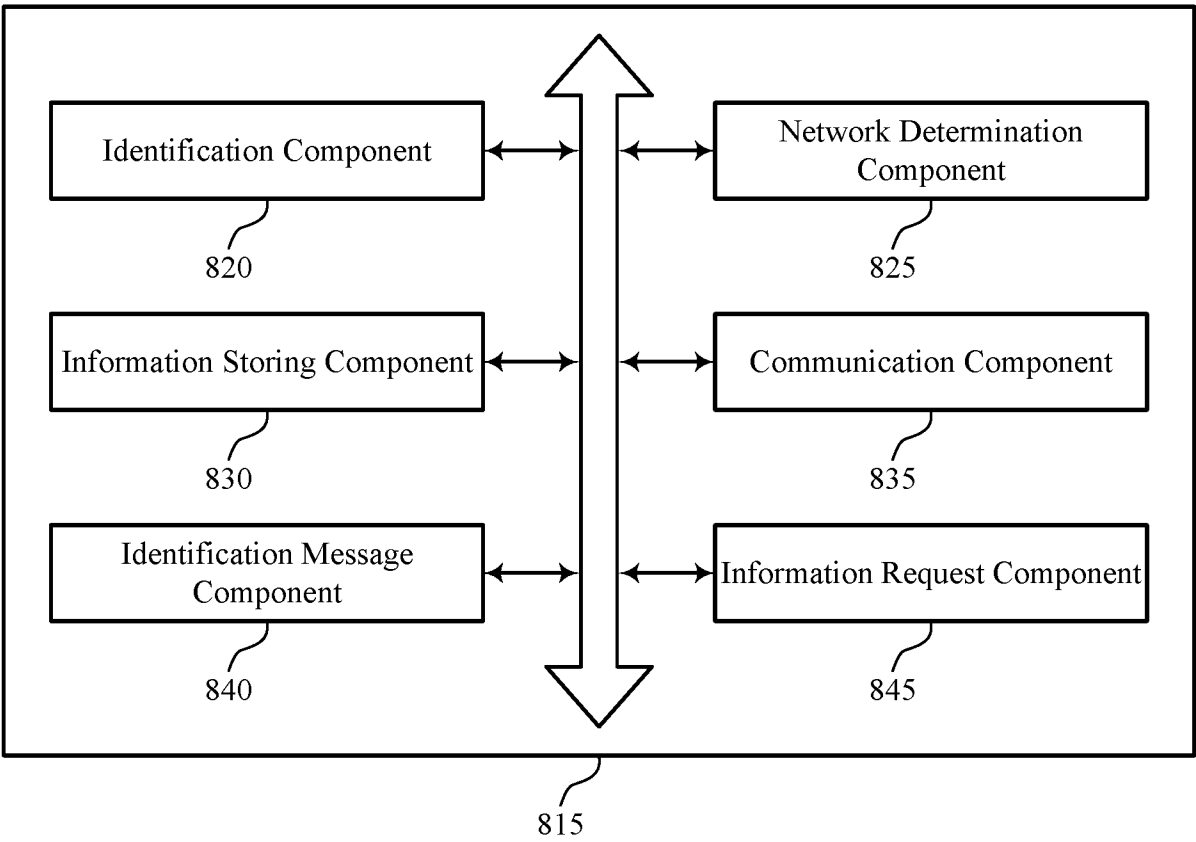 Identification Component
820
Network Determination
Component
825
Information Storing Component
830
Communication Component
835
Identification Message
Component
840
Information Request Component
845
815